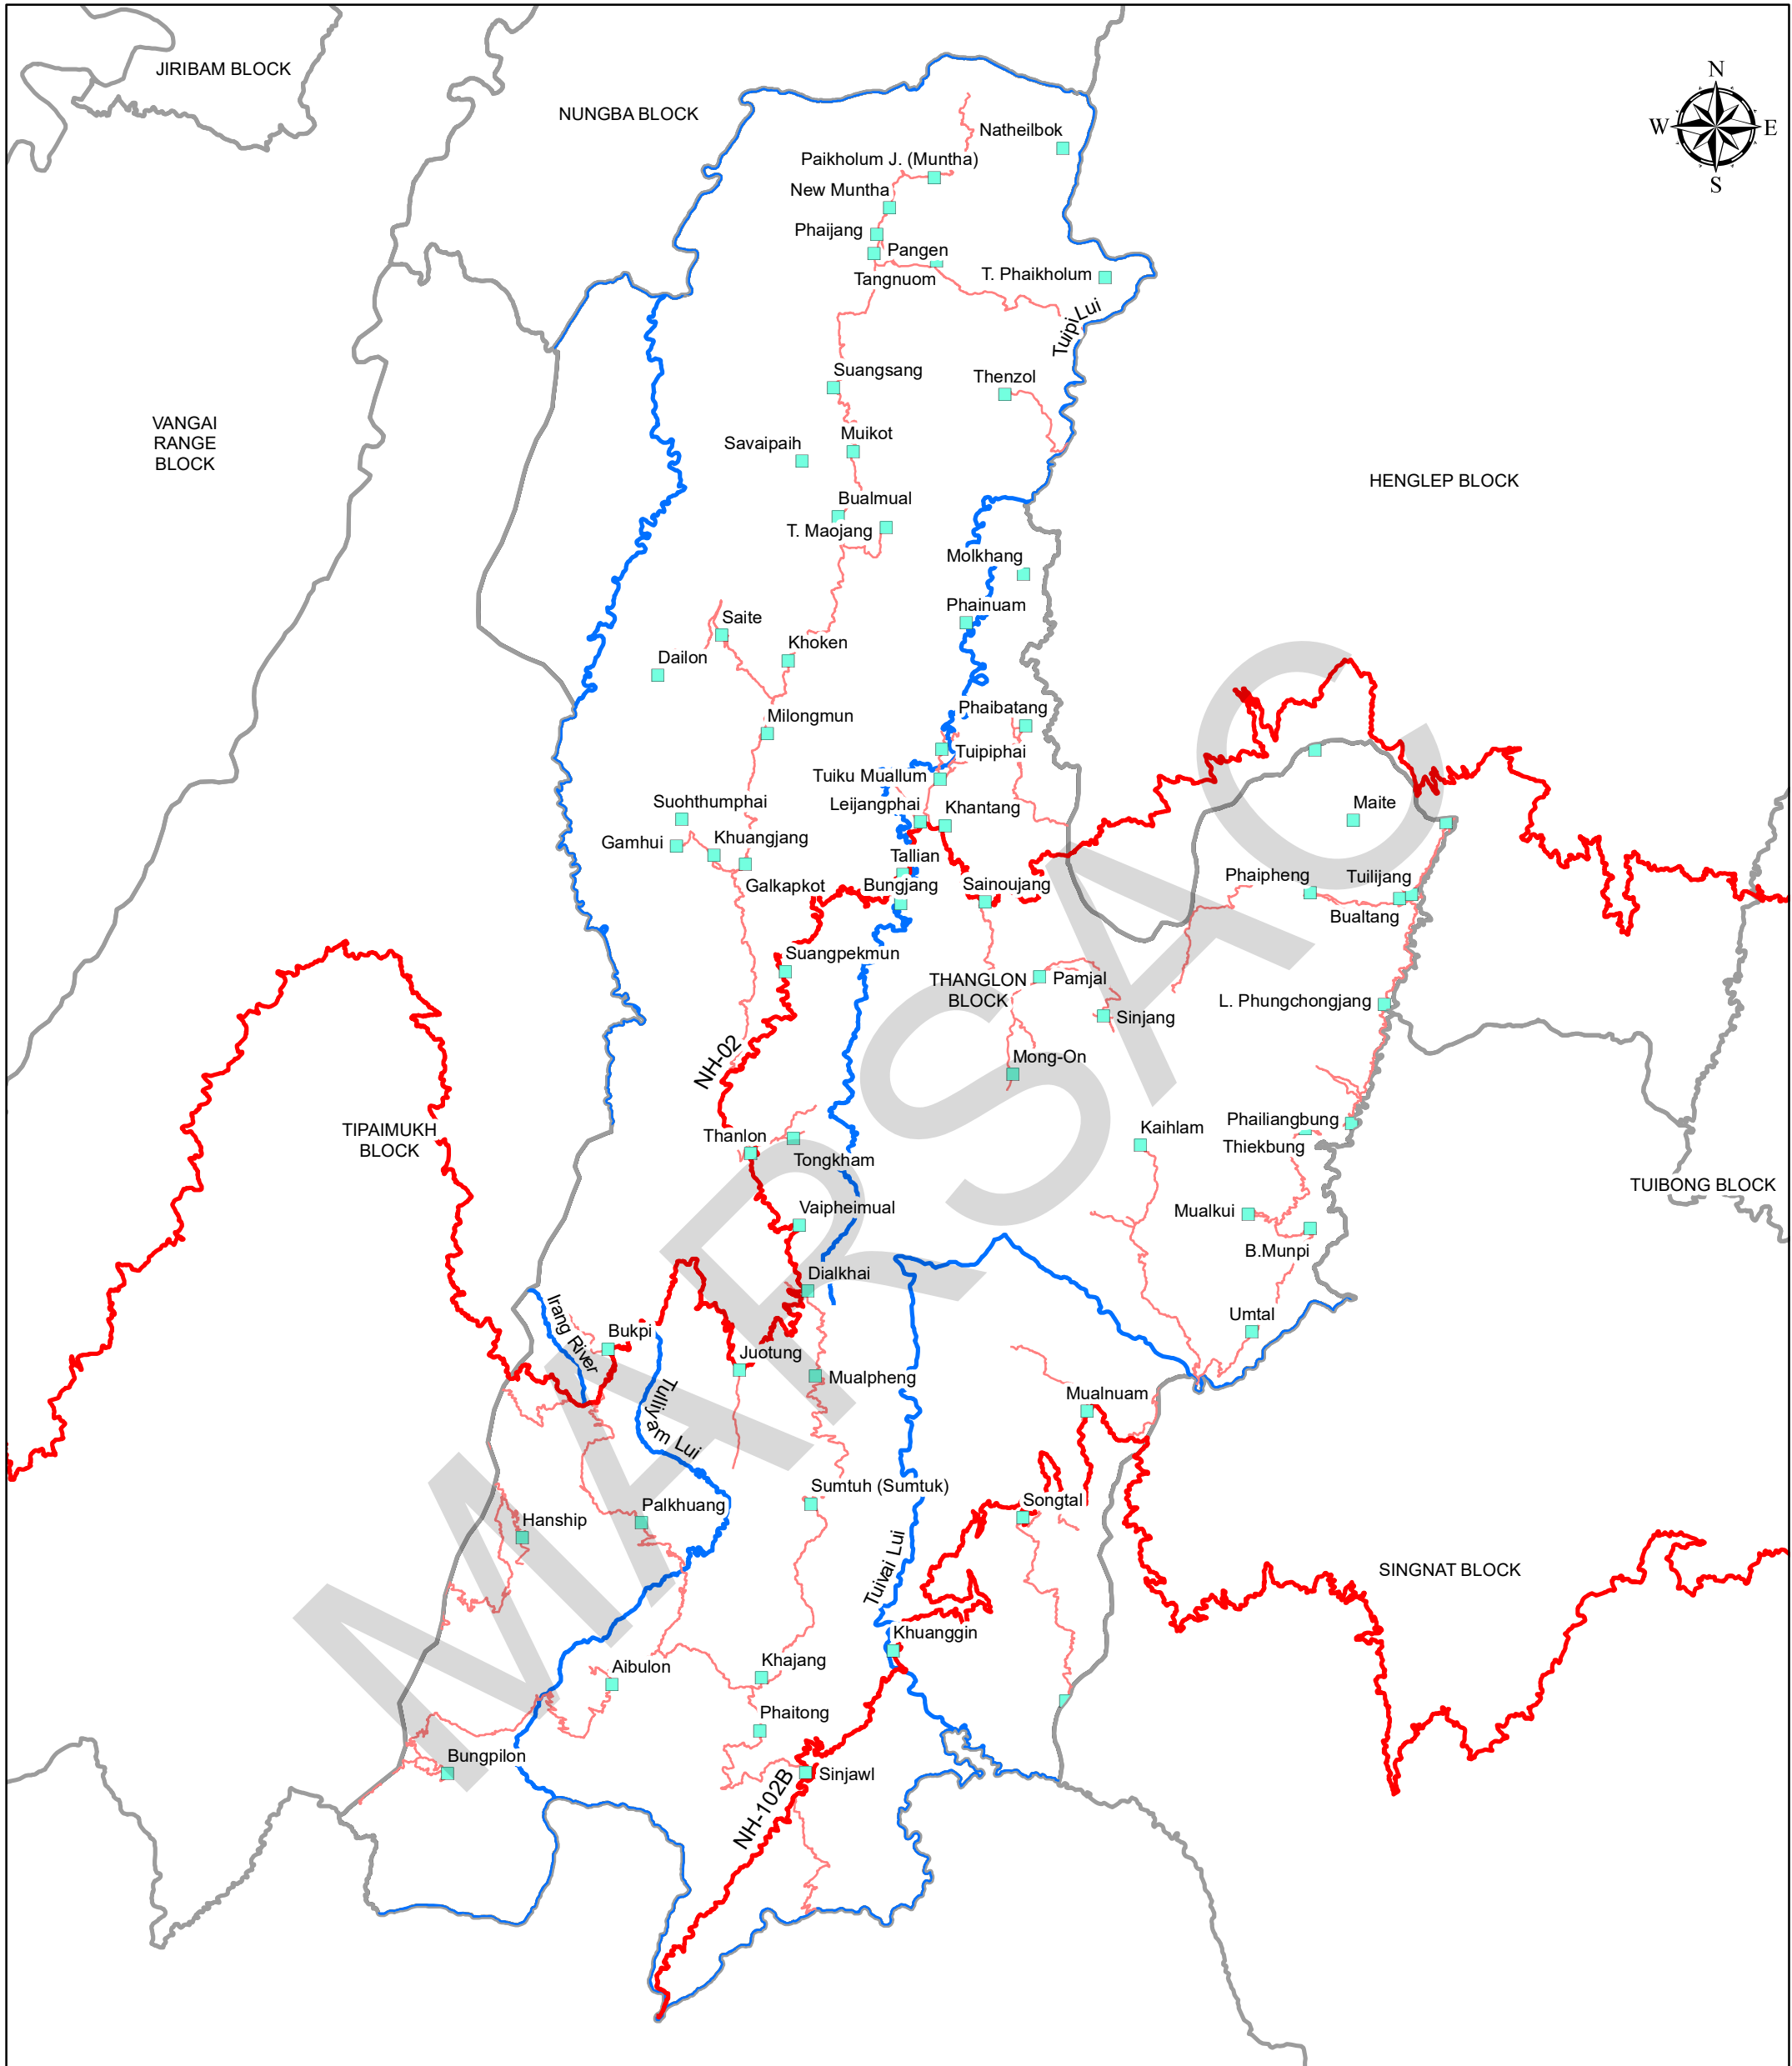 JIRIBAM BLOCK
NUNGBA BLOCK
N
W
E
S
Natheilbok
Paikholum J. (Muntha)
New Muntha
Phaijang
Pangen
Tangnuom
T. Phaikholum
Tuipi Lui
Suangsang
Thenzol
VANGAI
RANGE
BLOCK
Savaipaih
Muikot
HENGLEP BLOCK
Bualmual
T. Maojang
Molkhang
Phainuam
Saite
Khoken
Dailon
Milongmun
Phaibatang
Tuipiphai
Tuiku Muallum
Suohthumphai
Leijangphai
Khantang
Maite
Gamhui
Khuangjang
Tallian
Galkapkot
Bungjang
Sainoujang
Phaipheng
Tuilijang
Bualtang
Suangpekmun
THANGLON
BLOCK
Pamjal
L. Phungchongjang
Sinjang
NH-02
Mong-On
TIPAIMUKH
BLOCK
Thanlon
Tongkham
Kaihlam
Phailiangbung
Thiekbung
TUIBONG BLOCK
Vaipheimual
Mualkui
B.Munpi
Dialkhai
Irang River
Bukpi
Umtal
Juotung
Mualpheng
Tuiliyam Lui
Mualnuam
Sumtuh (Sumtuk)
Palkhuang
Hanship
Songtal
Tuivai Lui
SINGNAT BLOCK
Khuanggin
Khajang
Aibulon
Phaitong
Bungpilon
Sinjawl
NH-102B
MARSAC